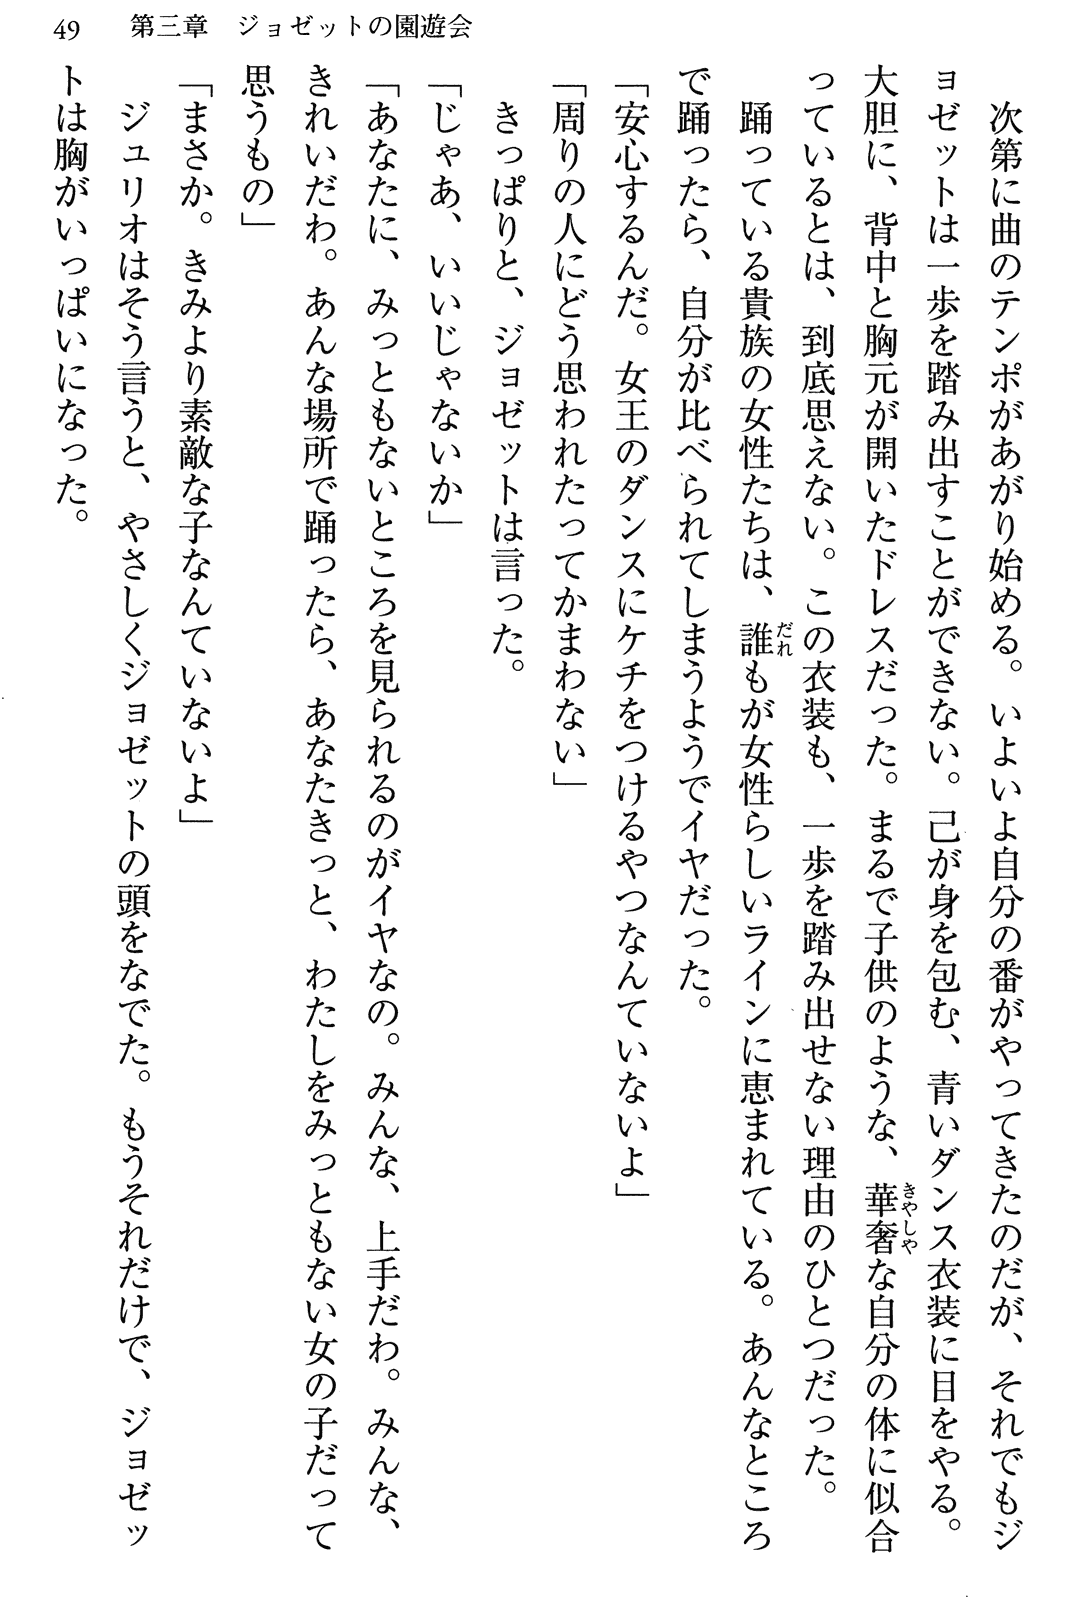 49　第三章　ジョゼットの園遊会
　次第に曲のテンポがあがり始める。いよいよ自分の番がやってきたのだが、それでもジ
ョゼットは一歩を踏み出すことができない。己が身を包む、青いダンス衣装に目をやる。
大胆に、背中と胸元が開いたドレスだった。まるで子供のような、華奢な自分の体に似合
っているとは、到底思えない。この衣装も、一歩を踏み出せない理由のひとつだった。
　踊っている貴族の女性たちは、誰もが女性らしいラインに恵まれている。あんなところ
で踊ったら、自分が比べられてしまうようでイヤだった。
「安心するんだ。女王のダンスにケチをつけるやつなんていないよ」
「周りの人にどう思われたってかまわない」
　きっぱりと、ジョゼットは言った。
「じゃあ、いいじゃないか」
「あなたに、みっともないところを見られるのがイヤなの。みんな、上手だわ。みんな、
きれいだわ。あんな場所で踊ったら、あなたきっと、わたしをみっともない女の子だって
思うもの」
「まさか。きみより素敵な子なんていないよ」
　ジュリオはそう言うと、やさしくジョゼットの頭をなでた。もうそれだけで、ジョゼッ
トは胸がいっぱいになった。